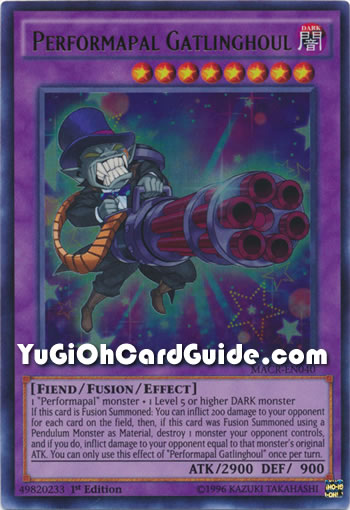 PERFORMAPAL GATLINGHOUL
DARK
闇
YuGiOhCardGuide.com
MACR-EN040
[FIEND/FUSION/EFFECT]
1 "Performapal" monster + 1 Level 5 or higher DARK monster
If this card is Fusion Summoned: You can inflict 200 damage to your opponent
for each card on the field, then, if this card was Fusion Summoned using a
Pendulum Monster as Material, destroy 1 monster your opponent controls,
and if you do, inflict damage to your opponent equal to that monster's original
ATK. You can only use this effect of "Performapal Gatlinghoul" once per turn.
ATK/2900 DEF/ 900
49820233 1st Edition ©1996 KAZUKI TAKAHASHI